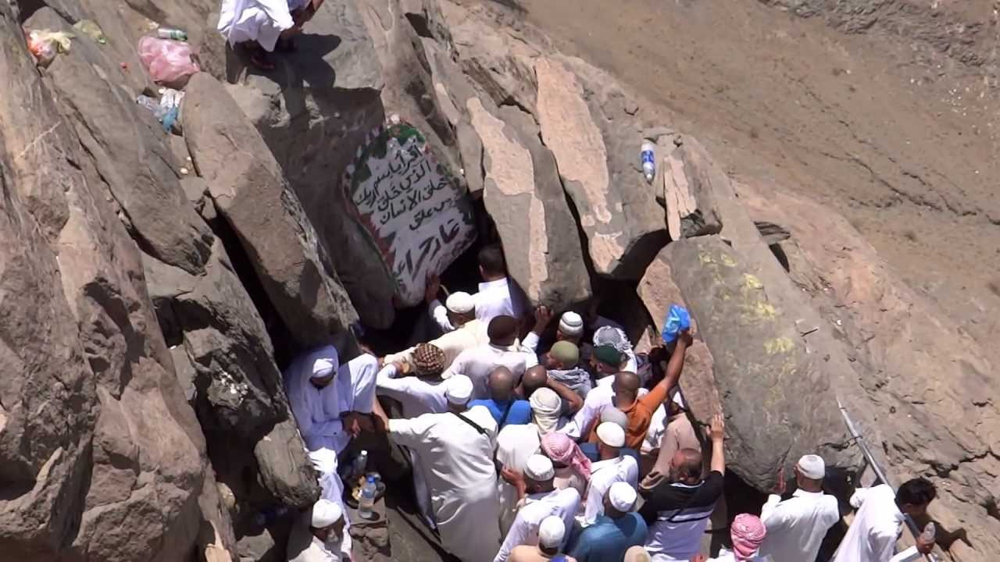 اقرأ باسم ربك
الذي خلق
خلق الانسان
من علق
غار حراء